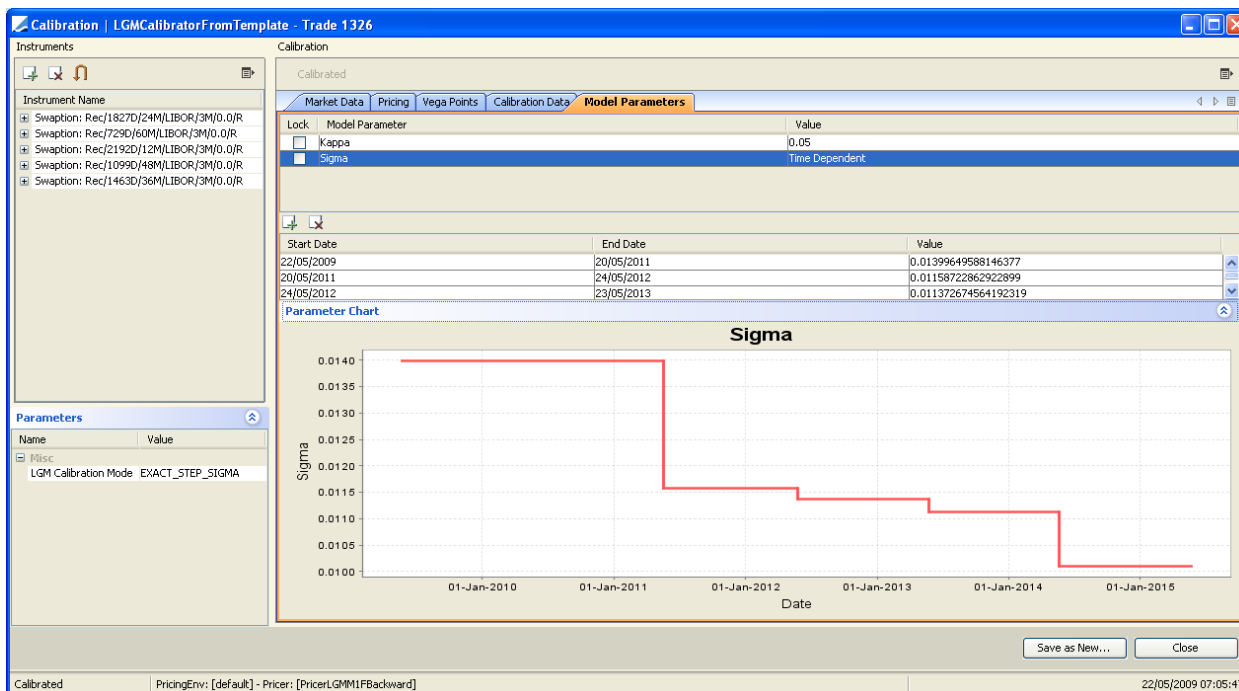 Calibration | LGMCalibratorFromTemplate - Trade 1326
Instruments
Calibration
Calibrated
Instrument Name
Swaption: Rec/1827D/24M/LIBOR/3M/0.0/R
Swaption: Rec/729D/60M/LIBOR/3M/0.0/R
Swaption: Rec/2192D/12M/LIBOR/3M/0.0/R
Swaption: Rec/1099D/48M/LIBOR/3M/0.0/R
Swaption: Rec/1463D/36M/LIBOR/3M/0.0/R
Parameters
Name Value
Misc
LGM Calibration Mode EXACT_STEP_SIGMA
Market Data Pricing Vega Points Calibration Data Model Parameters
Lock Model Parameter Value
Kappa 0.05
Sigma Time Dependent
Start Date End Date Value
22/05/2009 20/05/2011 0.01399649588146377
20/05/2011 24/05/2012 0.01158722862922899
24/05/2012 23/05/2013 0.011372674564192319
Parameter Chart
Sigma
0.0140
0.0135
0.0130
0.0125
0.0120
0.0115
0.0110
0.0105
0.0100
Sigma
01-Jan-2010 01-Jan-2011 01-Jan-2012 01-Jan-2013 01-Jan-2014 01-Jan-2015
Date
Save as New... Close
Calibrated PricingEnv: [default] - Pricer: [PricerLGMM1FBackward] 22/05/2009 07:05:47